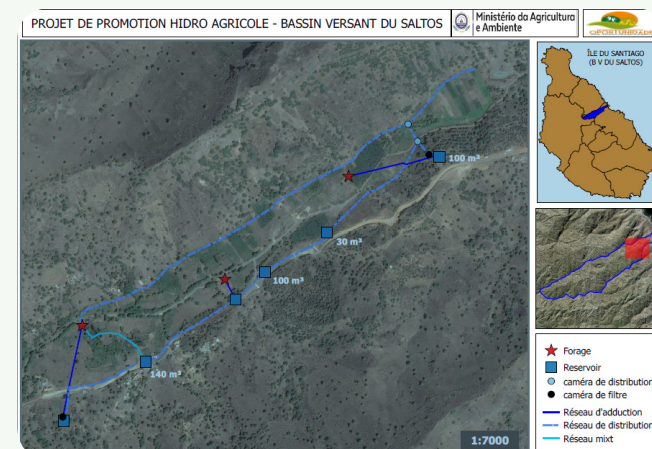 PROJET DE PROMOTION HIDRO AGRICOLE - BASSIN VERSANT DU SALTOS
Ministério da Agricultura
e Ambiente
ÎLE DU SANTIAGO
(B V DU SALTOS)
100 m³
30 m³
100 m³
140 m³
1:7000
Forage
Reservoir
caméra de distribution
caméra de filtre
Réseau d'adduction
Réseau de distribution
Réseau mixt